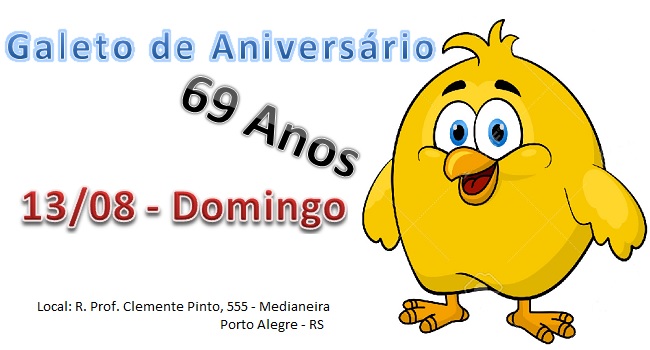 Galeto de Aniversário
69 Anos
13/08 - Domingo
Local: R. Prof. Clemente Pinto, 555 - Medianeira
Porto Alegre - RS